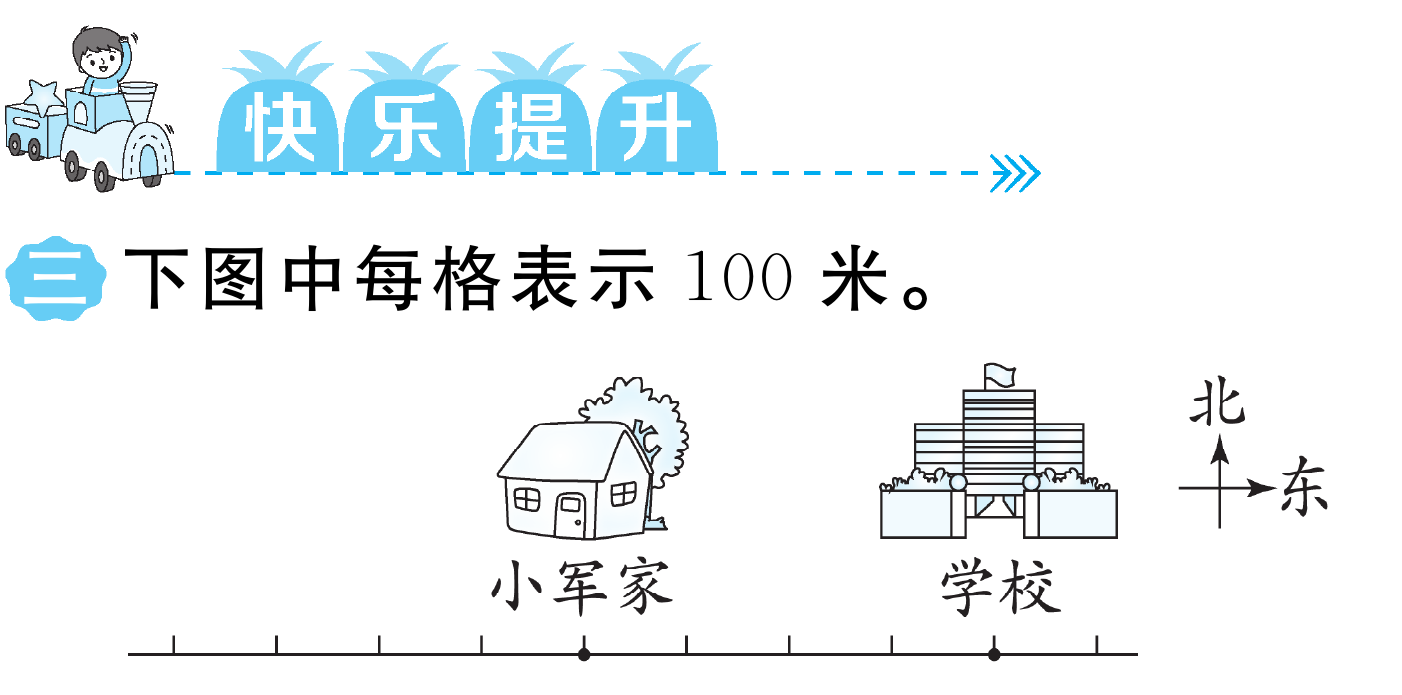 快乐提升
三 下图中每格表示 100 米。
北
东
小军家 学校